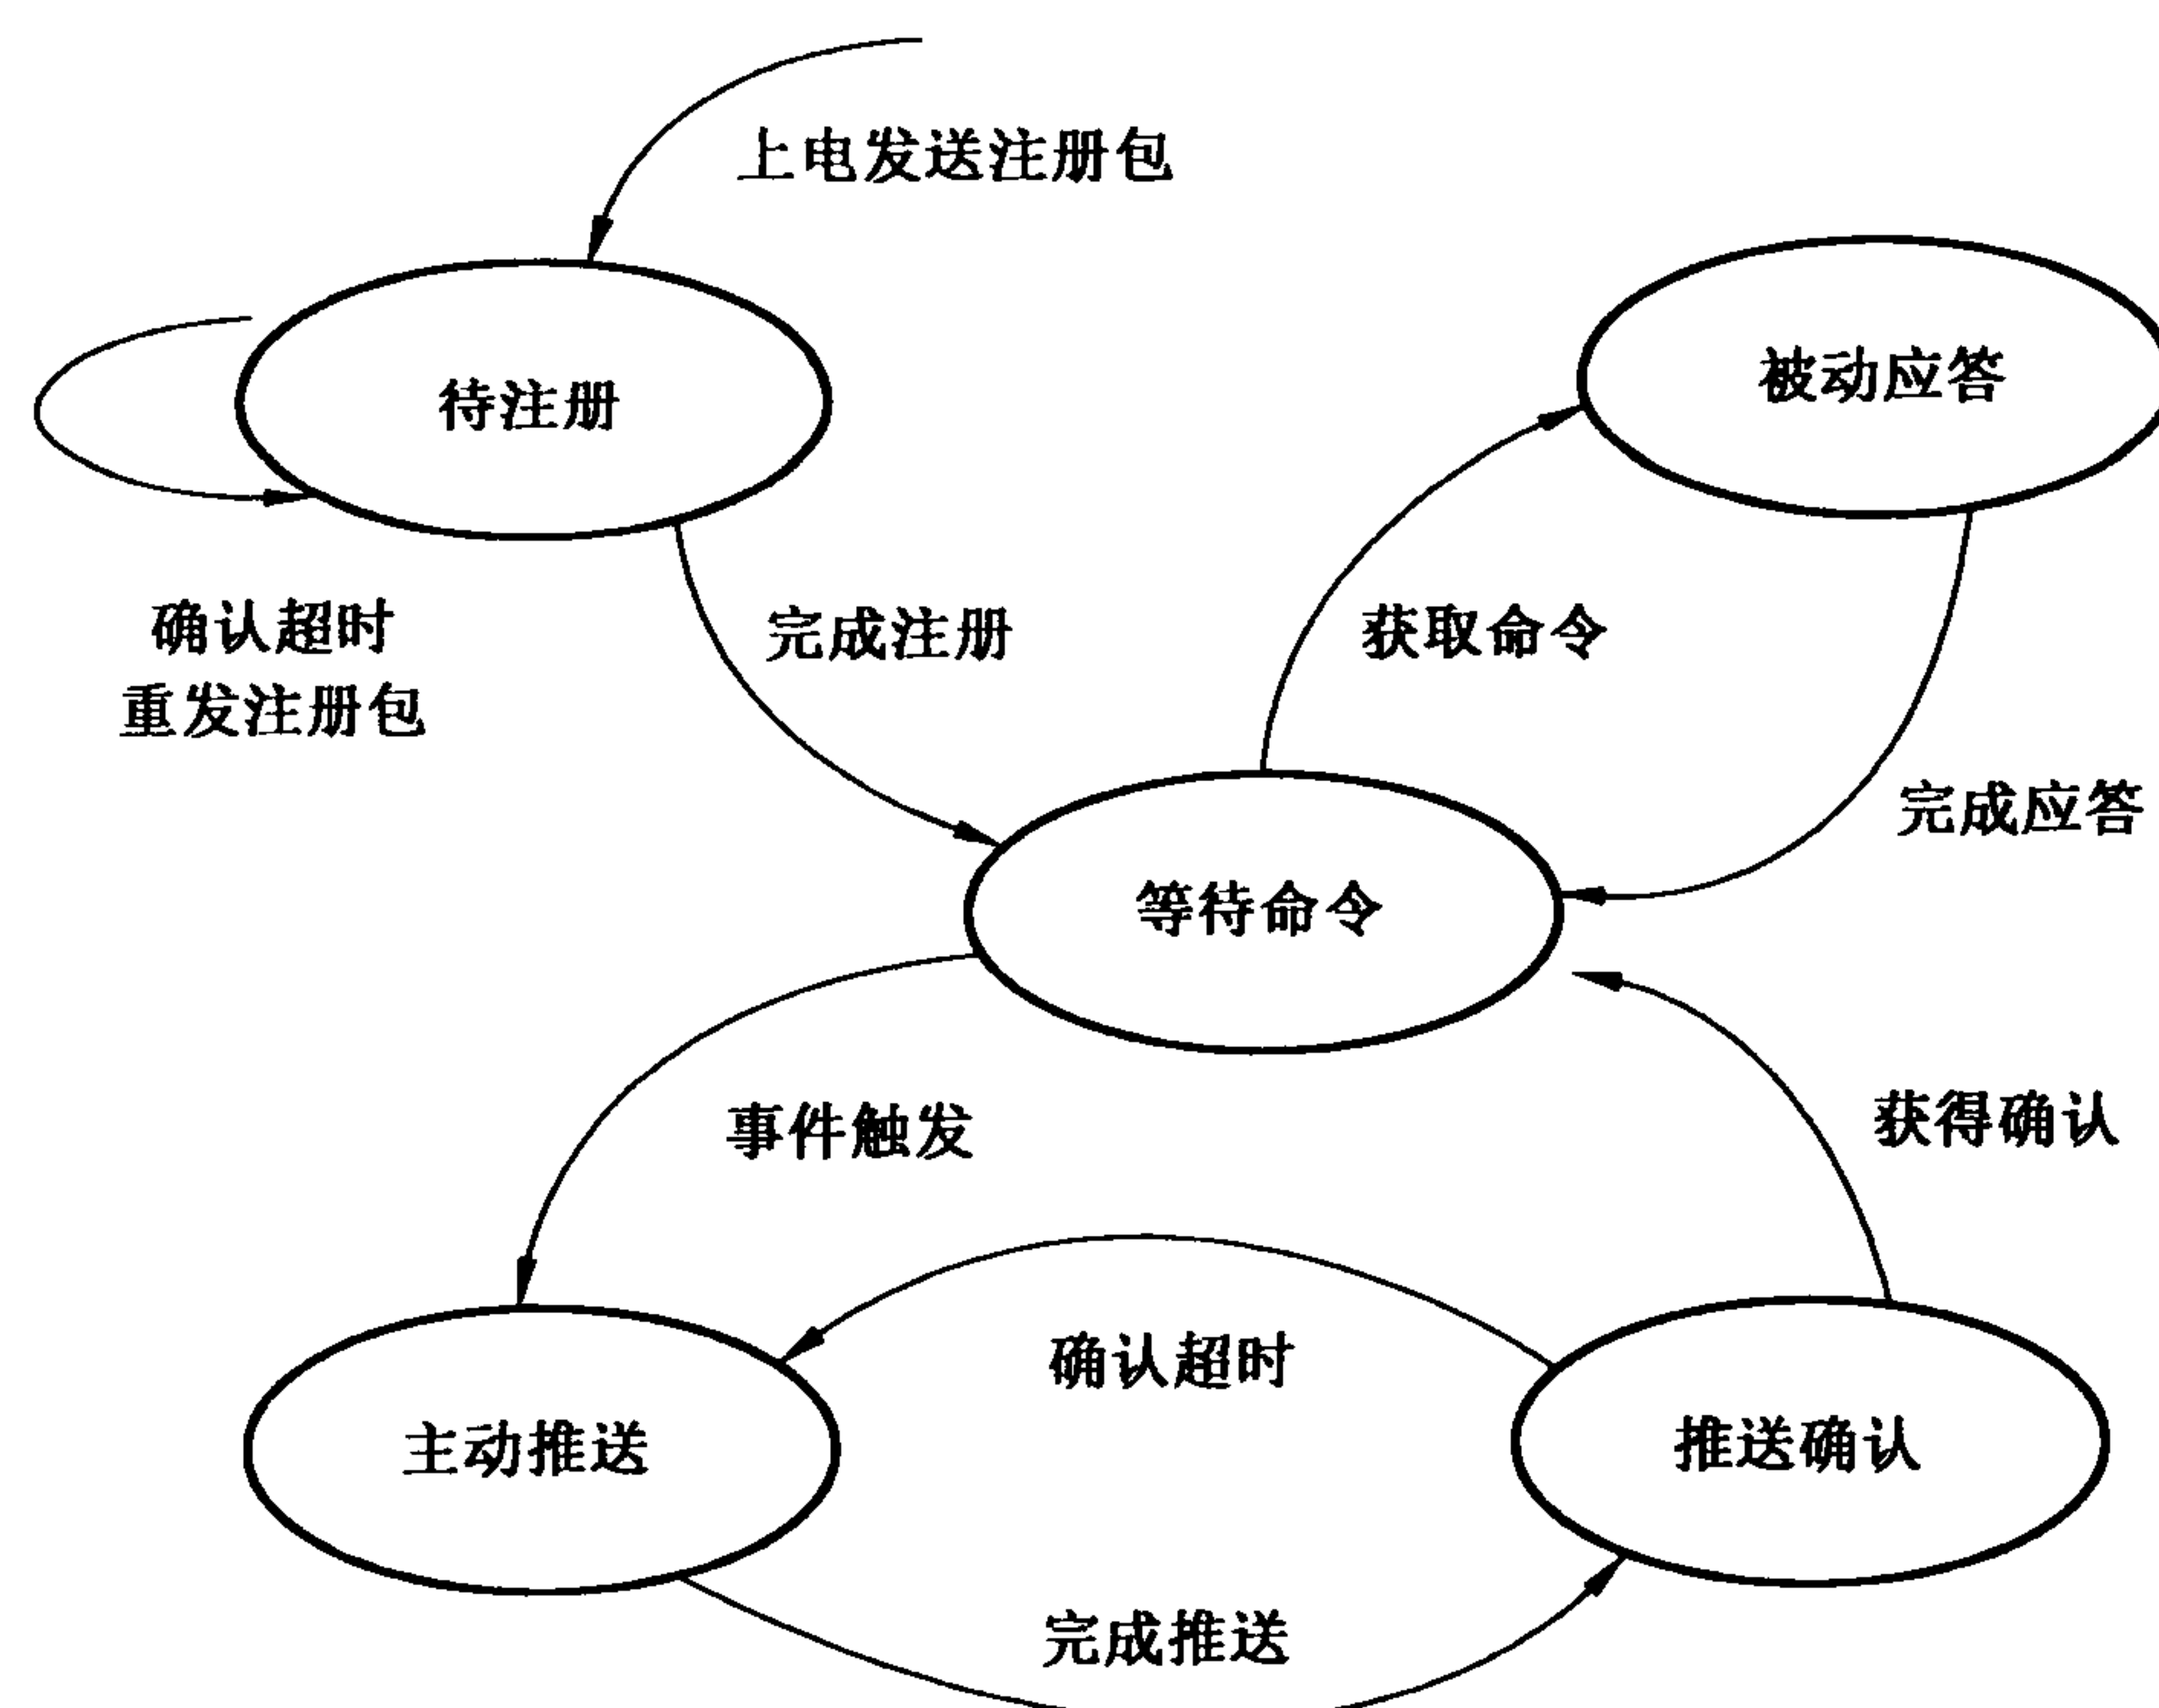 上电发送注册包
待注册
被动应答
确认超时
重发注册包
完成注册
获取命令
完成应答
等待命令
事件触发
获得确认
确认超时
主动推送
推送确认
完成推送